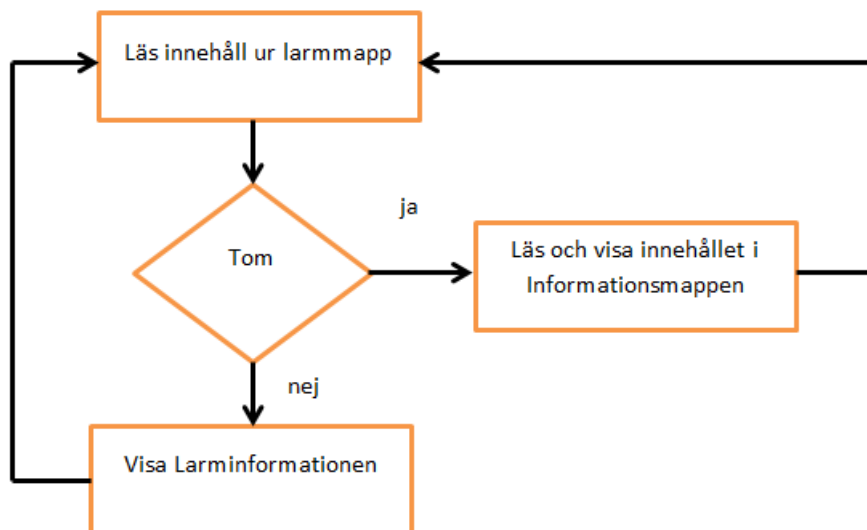 Läs innehåll ur larmmapp
ja
Tom
Läs och visa innehållet i
Informationsmappen
nej
Visa Larminformationen